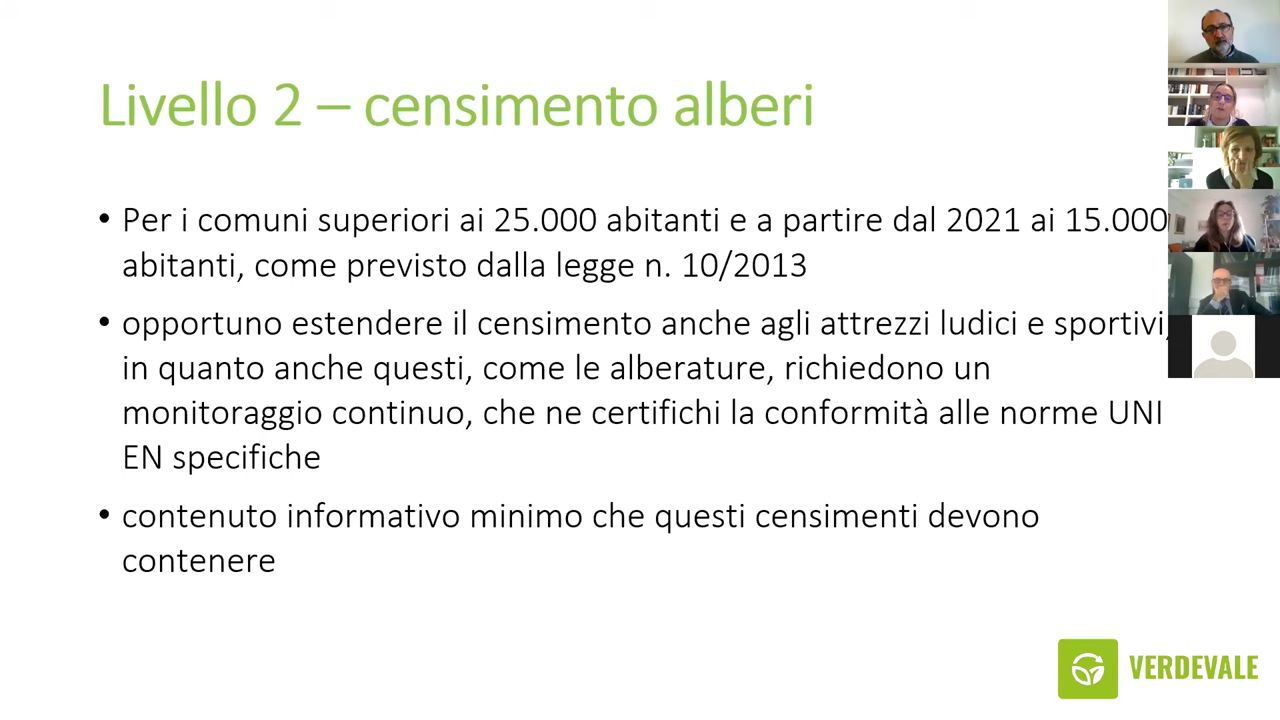 Livello 2 – censimento alberi
• Per i comuni superiori ai 25.000 abitanti e a partire dal 2021 ai 15.000
abitanti, come previsto dalla legge n. 10/2013
• opportuno estendere il censimento anche agli attrezzi ludici e sportivi,
in quanto anche questi, come le alberature, richiedono un
monitoraggio continuo, che ne certifichi la conformità alle norme UNI
EN specifiche
• contenuto informativo minimo che questi censimenti devono
contenere
VERDEVALE